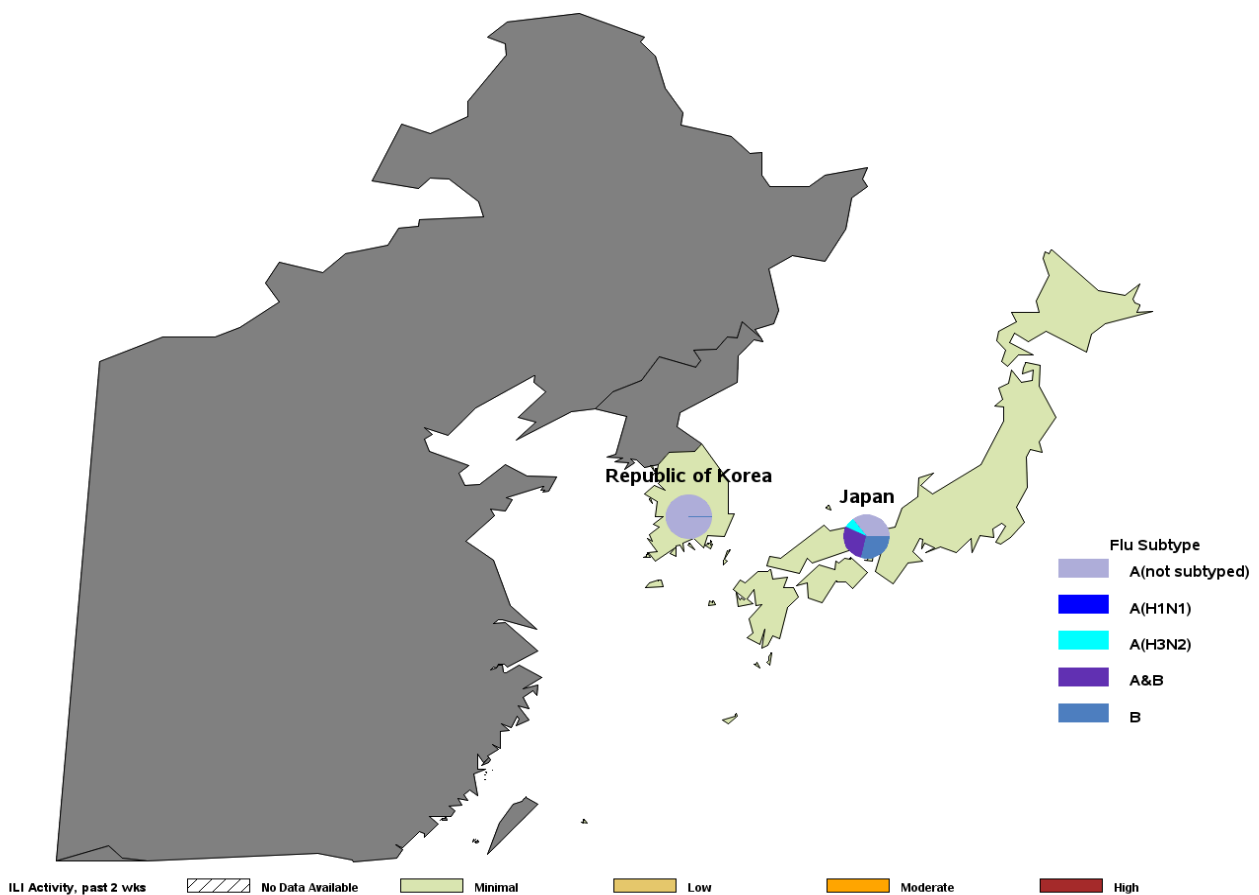 Republic of Korea
Japan
Flu Subtype
A(not subtyped)
A(H1N1)
A(H3N2)
A&B
B
ILI Activity, past 2 wks No Data Available Minimal Low Moderate High